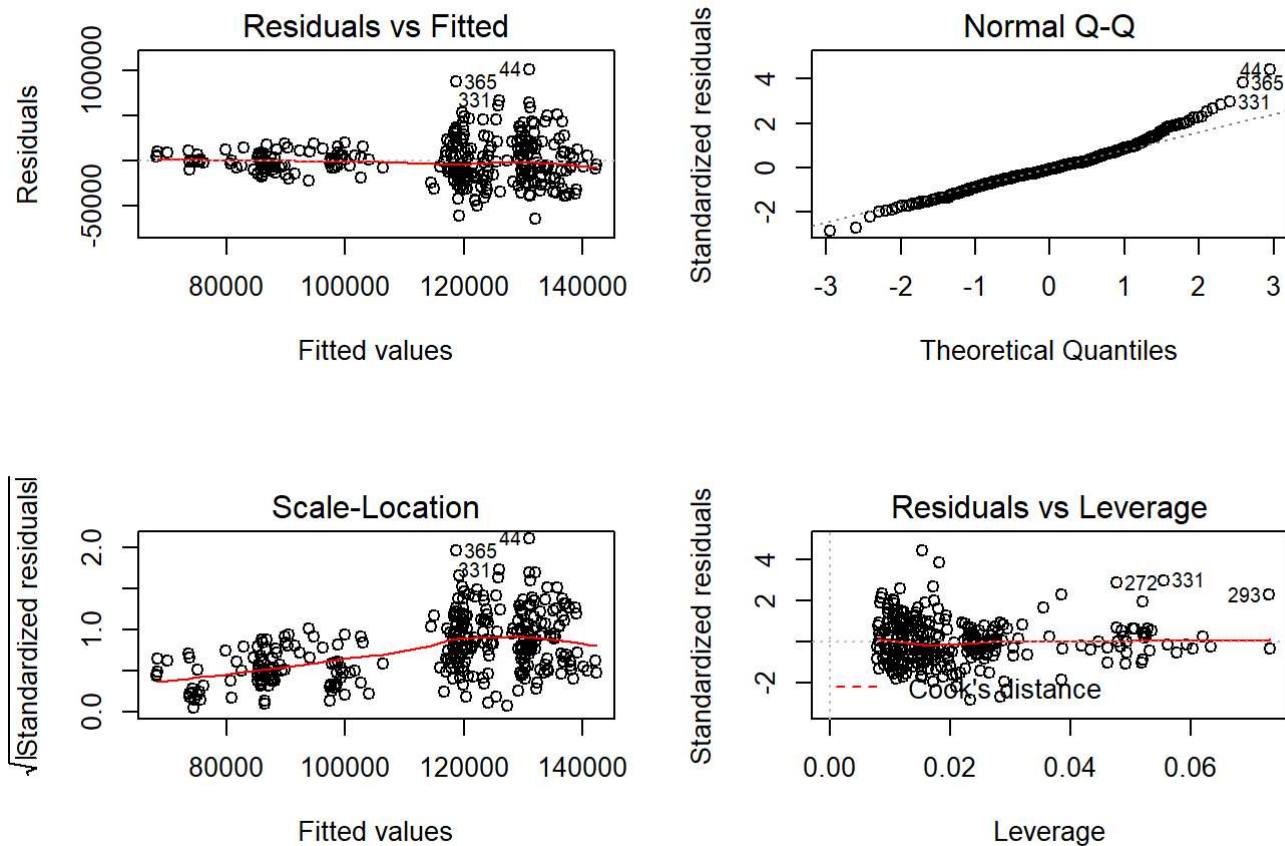 Residuals vs Fitted
Residuals
-50000
100000
44
365
331
80000 100000 120000 140000
Fitted values
Normal Q-Q
Standardized residuals
-2 0 2 4
44
365
331
-3 -2 -1 0 1 2 3
Theoretical Quantiles
Scale-Location
√|Standardized residuals|
0.0 1.0 2.0
44
365
331
80000 100000 120000 140000
Fitted values
Residuals vs Leverage
Standardized residuals
-2 0 2 4
272
331
293
Cook's distance
0.00 0.02 0.04 0.06
Leverage